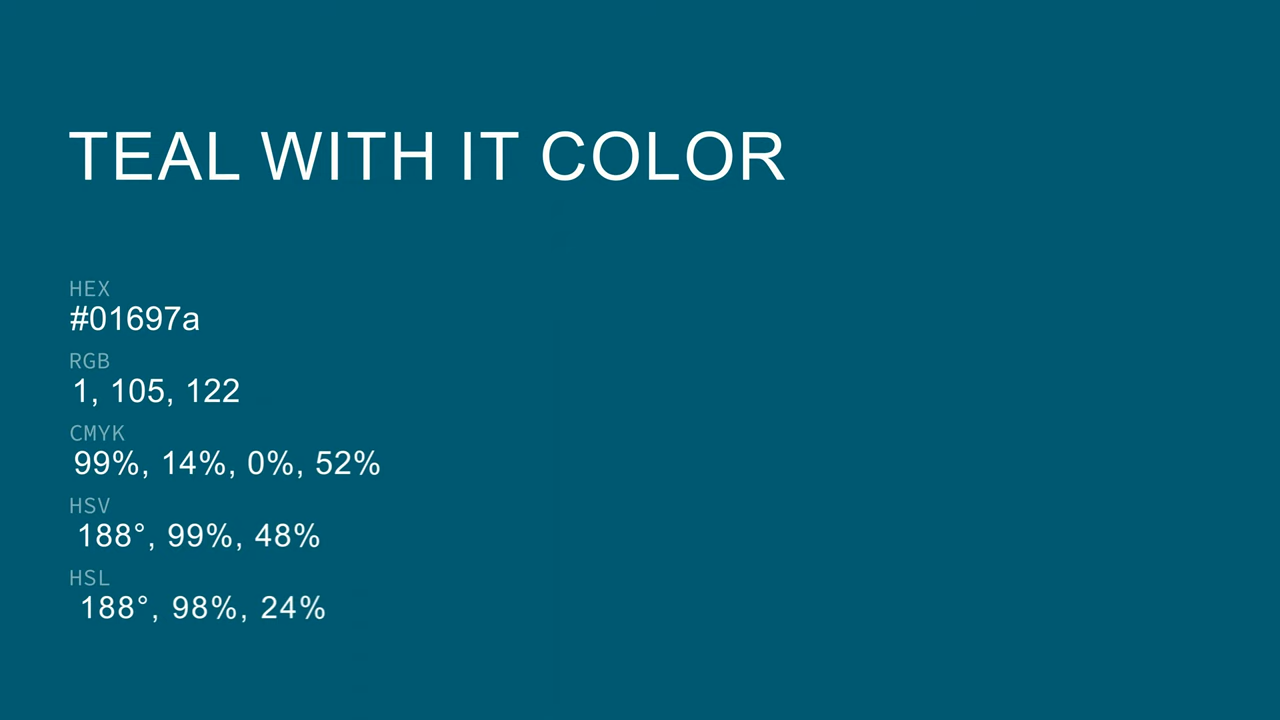 TEAL WITH IT COLOR
HEX
#01697a
RGB
1, 105, 122
CMYK
99%, 14%, 0%, 52%
HSV
188°, 99%, 48%
HSL
188°, 98%, 24%